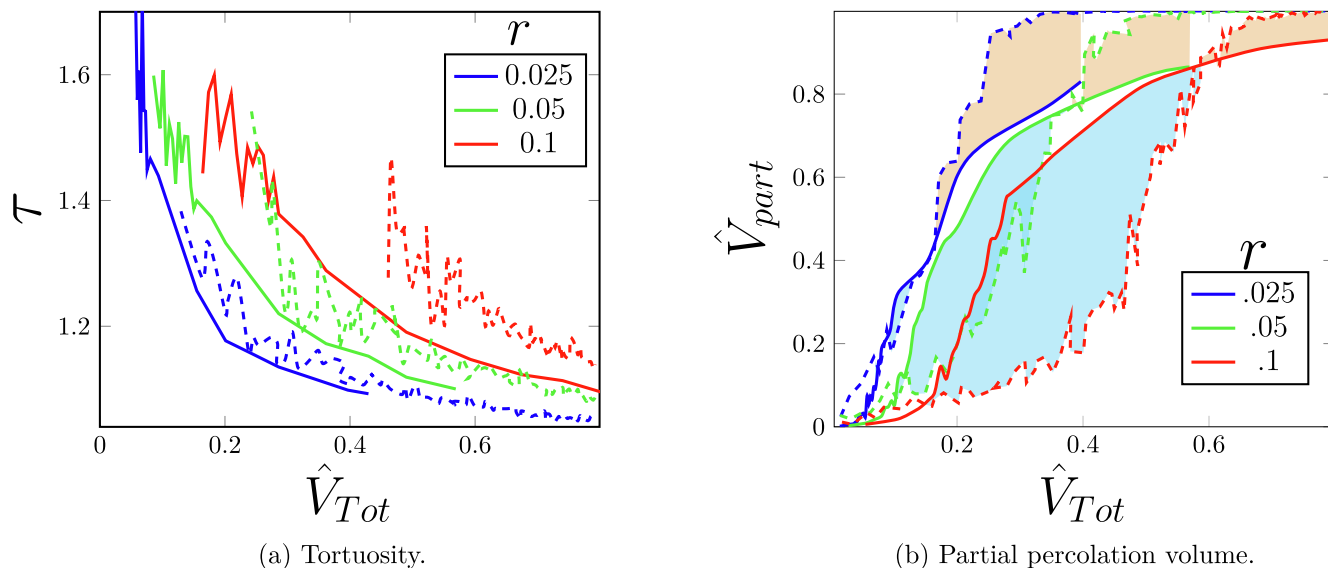 r
0.025
0.05
0.1
1.6
1.4
1.2
τ
0
0.2
0.4
0.6
V̂_Tot
(a) Tortuosity.
0.8
0.6
0.4
0.2
0
V̂_part
r
.025
.05
.1
0.2
0.4
0.6
V̂_Tot
(b) Partial percolation volume.